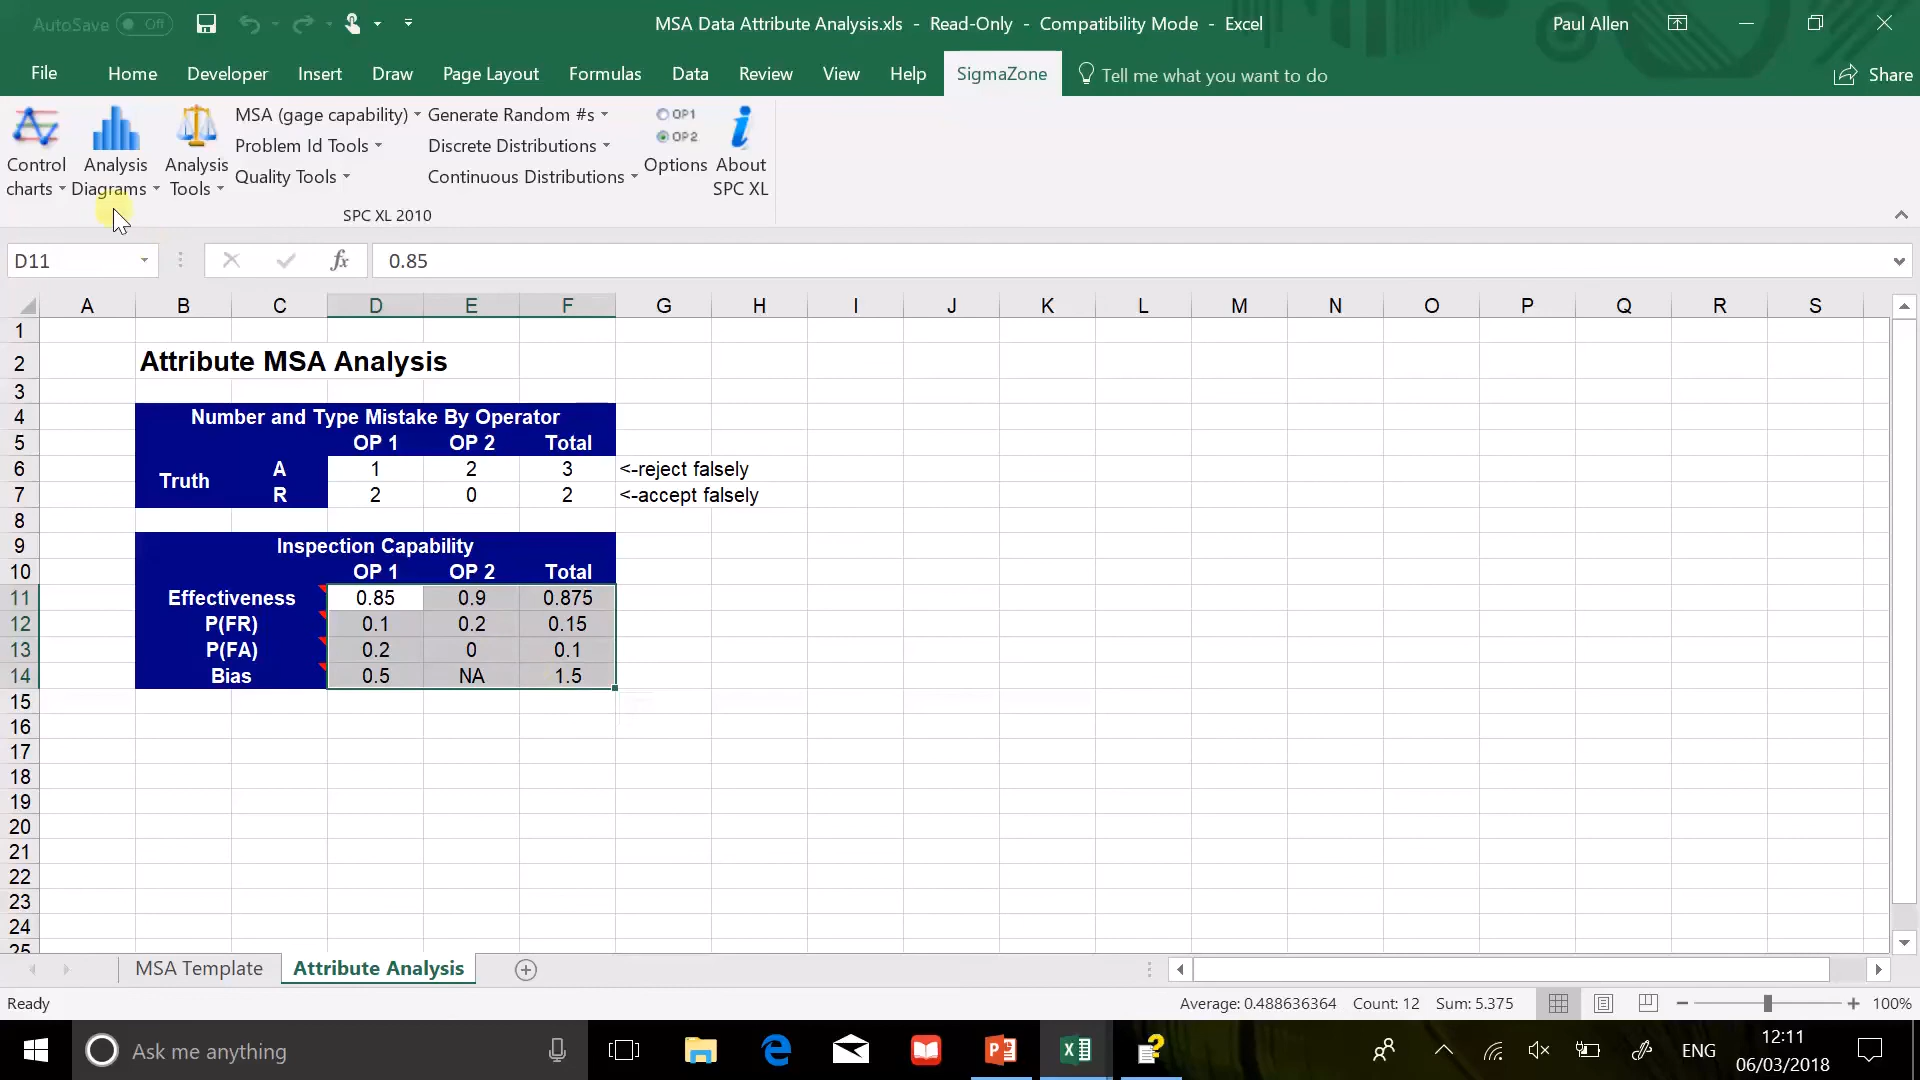 AutoSave Off MSA Data Attribute Analysis.xls - Read-Only - Compatibility Mode - Excel Paul Allen
File Home Developer Insert Draw Page Layout Formulas Data Review View Help SigmaZone Tell me what you want to do Share
Control charts
Analysis Diagrams
Analysis Tools
MSA (gage capability)
Problem Id Tools
Quality Tools
Generate Random #s
Discrete Distributions
Continuous Distributions
OP1
OP2
Options
About SPC XL
SPC XL 2010
D11 fx 0.85
A B C D E F G H I J K L M N O P Q R S
1
2 Attribute MSA Analysis
3
4 Number and Type Mistake By Operator
5 OP 1 OP 2 Total
6 A 1 2 3 <-reject falsely
Truth
7 R 2 0 2 <-accept falsely
8
9 Inspection Capability
10 OP 1 OP 2 Total
11 Effectiveness 0.85 0.9 0.875
12 P(FR) 0.1 0.2 0.15
13 P(FA) 0.2 0 0.1
14 Bias 0.5 NA 1.5
15
16
17
18
19
20
21
22
23
24
25
MSA Template Attribute Analysis
Ready Average: 0.488636364 Count: 12 Sum: 5.375 100%
Ask me anything ENG 12:11
06/03/2018